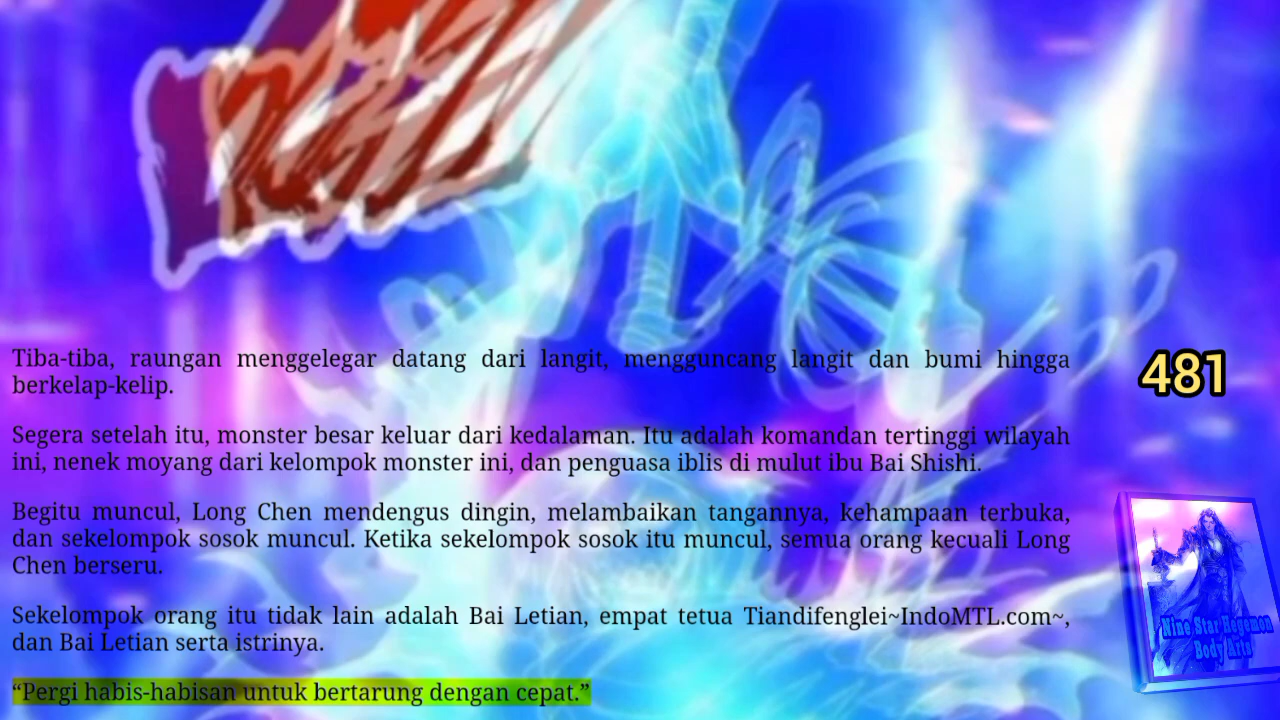 Tiba-tiba, raungan menggelegar datang dari langit, mengguncang langit dan bumi hingga
berkelap-kelip.
Segera setelah itu, monster besar keluar dari kedalaman. Itu adalah komandan tertinggi wilayah
ini, nenek moyang dari kelompok monster ini, dan penguasa iblis di mulut ibu Bai Shishi.
Begitu muncul, Long Chen mendengus dingin, melambaikan tangannya, kehampaan terbuka,
dan sekelompok sosok muncul. Ketika sekelompok sosok itu muncul, semua orang kecuali Long
Chen berseru.
Sekelompok orang itu tidak lain adalah Bai Letian, empat tetua Tiandifenglei~IndoMTL.com~,
dan Bai Letian serta istrinya.
“Pergi habis-habisan untuk bertarung dengan cepat.”
481
Nine Star Hegemon
Body Arts